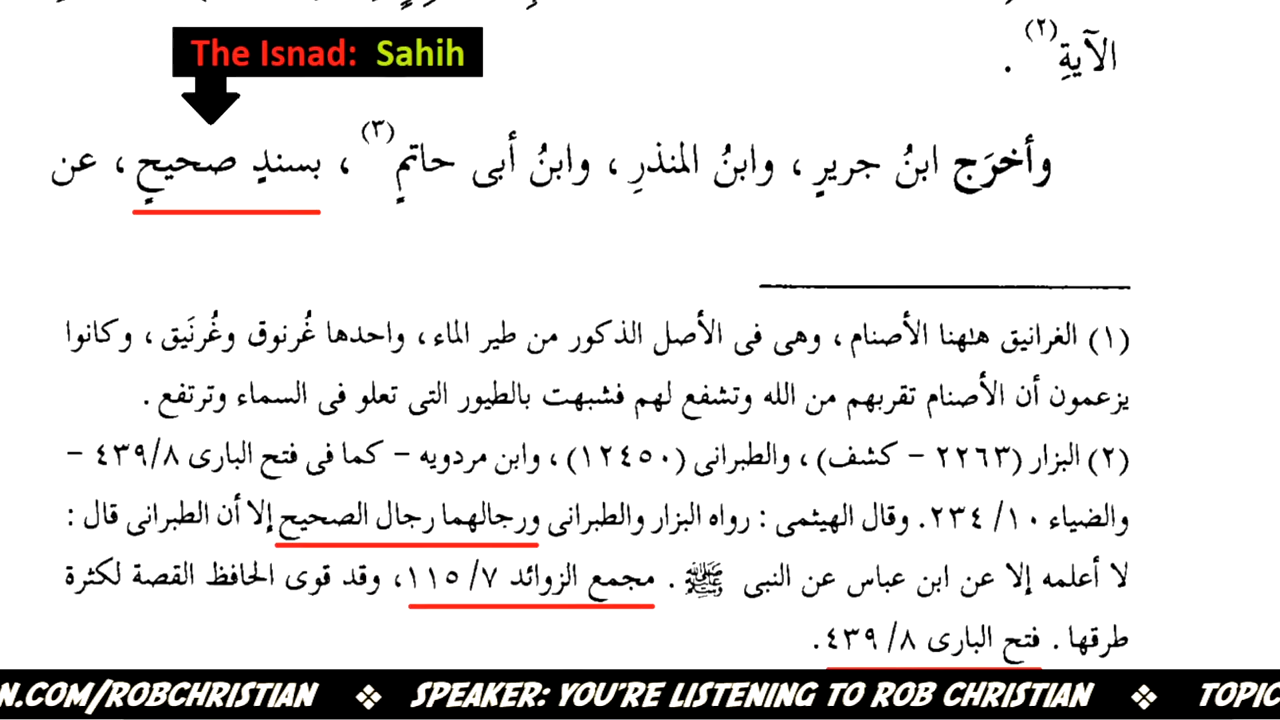 The Isnad: Sahih
الآيةِ(٢) .
وأخرَج ابنُ جريرٍ ، وابنُ المنذرِ ، وابنُ أبى حاتمٍ(٣) ، بسندٍ صحيحٍ ، عن
(١) الغرانيق هٰهنا الأصنام ، وهى فى الأصل الذكور من طير الماء ، واحدها غُرنوق وغُرنَيق ، وكانوا
يزعمون أن الأصنام تقربهم من الله وتشفع لهم فشبهت بالطيور التى تعلو فى السماء وترتفع .
(٢) البزار (٢٢٦٣ - كشف) ، والطبرانى (١٢٤٥٠) ، وابن مردويه - كما فى فتح البارى ٤٣٩/٨ -
والضياء ٢٣٤/١٠. وقال الهيثمى : رواه البزار والطبرانى ورجالهما رجال الصحيح إلا أن الطبرانى قال :
لا أعلمه إلا عن ابن عباس عن النبى ﷺ . مجمع الزوائد ١١٥/٧، وقد قوى الحافظ القصة لكثرة
طرقها . فتح البارى ٤٣٩/٨.
N.COM/ROBCHRISTIAN ❖ SPEAKER: YOU'RE LISTENING TO ROB CHRISTIAN ❖ TOPIC